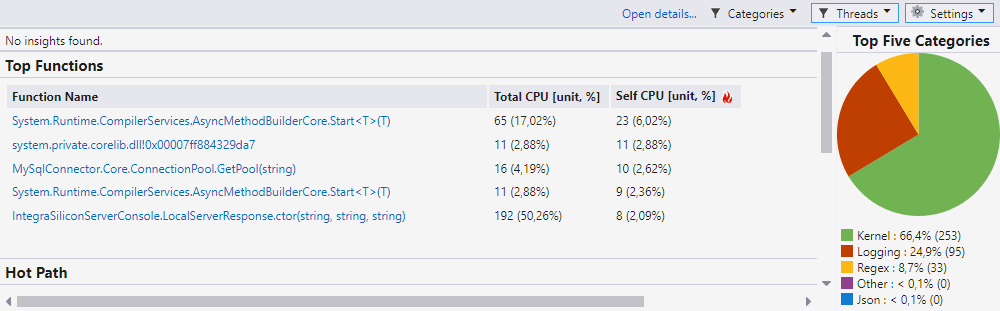 Open details... Categories Threads Settings
No insights found.
Top Functions
Function Name Total CPU [unit, %] Self CPU [unit, %]
System.Runtime.CompilerServices.AsyncMethodBuilderCore.Start<T>(T) 65 (17,02%) 23 (6,02%)
system.private.corelib.dll!0x00007ff884329da7 11 (2,88%) 11 (2,88%)
MySqlConnector.Core.ConnectionPool.GetPool(string) 16 (4,19%) 10 (2,62%)
System.Runtime.CompilerServices.AsyncMethodBuilderCore.Start<T>(T) 11 (2,88%) 9 (2,36%)
IntegraSiliconServerConsole.LocalServerResponse.ctor(string, string, string) 192 (50,26%) 8 (2,09%)
Hot Path
Top Five Categories
Kernel : 66,4% (253)
Logging : 24,9% (95)
Regex : 8,7% (33)
Other : < 0,1% (0)
Json : < 0,1% (0)